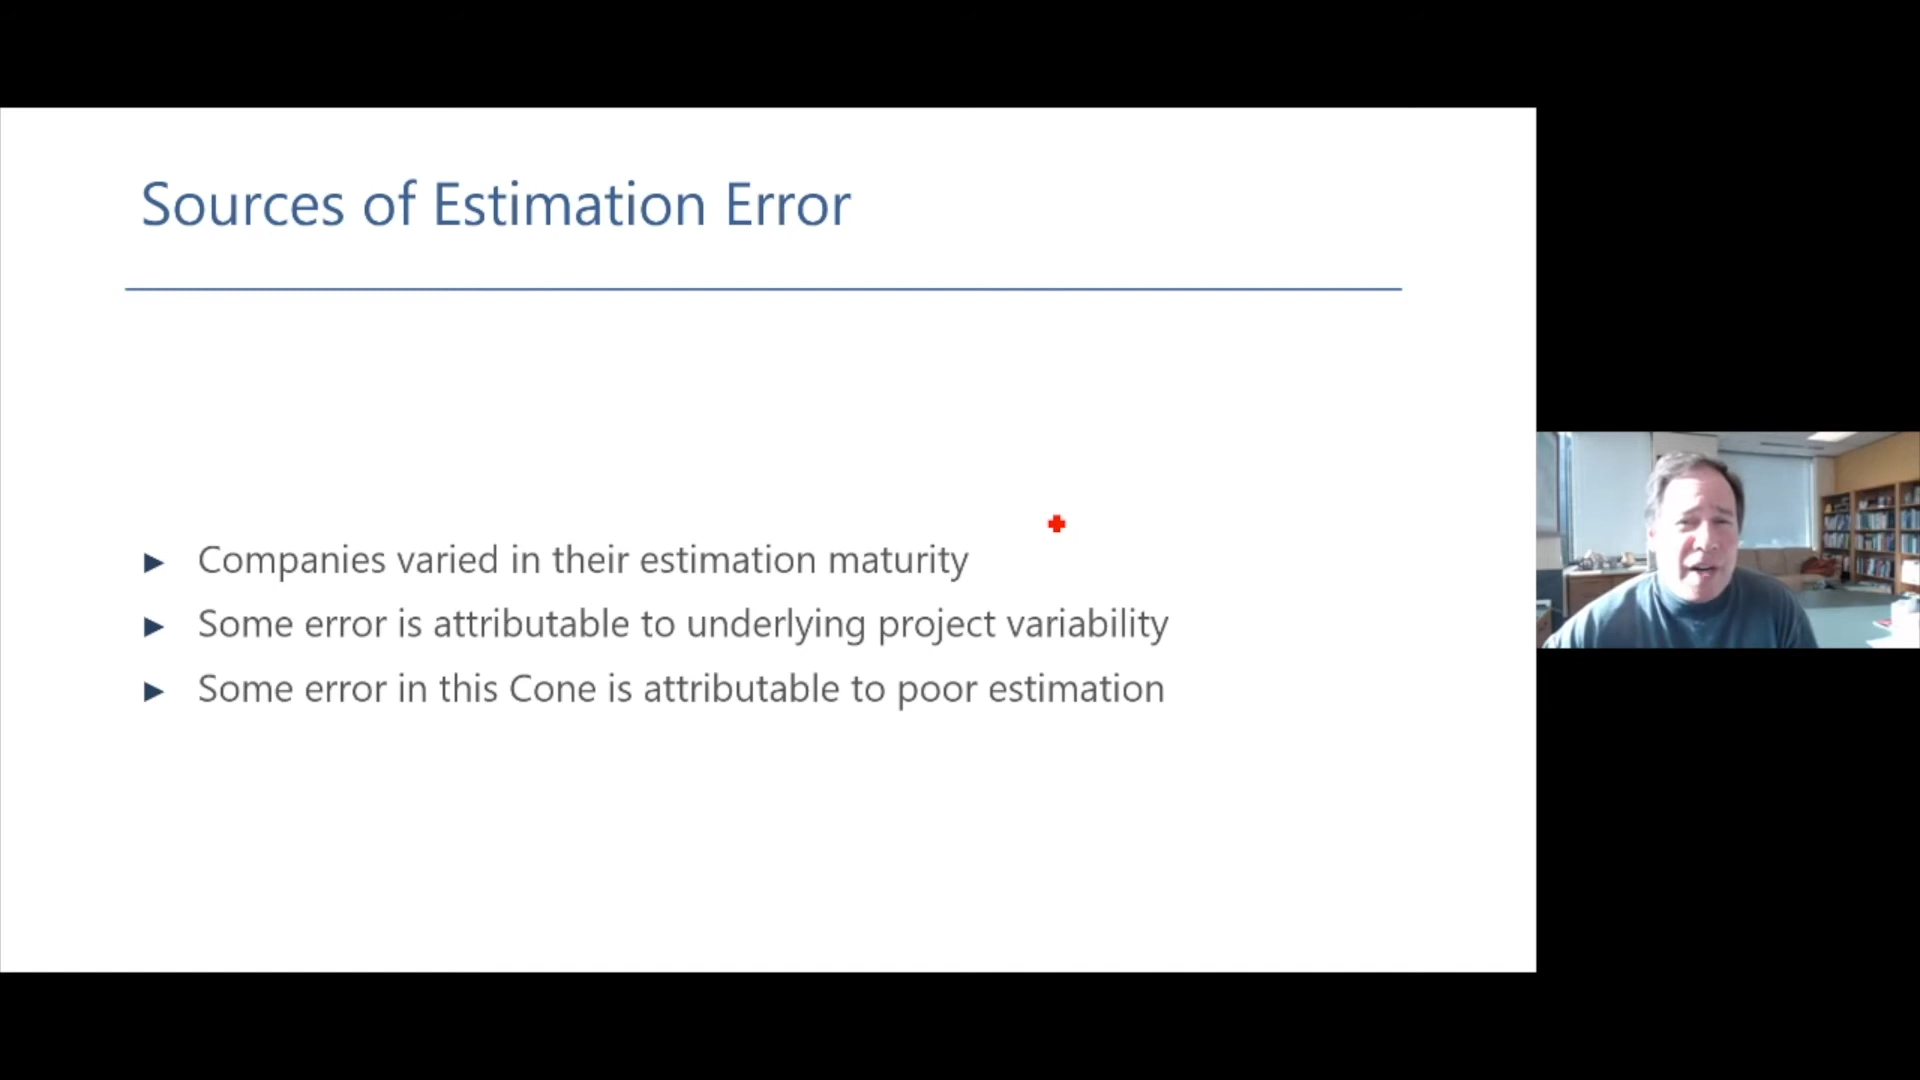 Sources of Estimation Error
► Companies varied in their estimation maturity
► Some error is attributable to underlying project variability
► Some error in this Cone is attributable to poor estimation